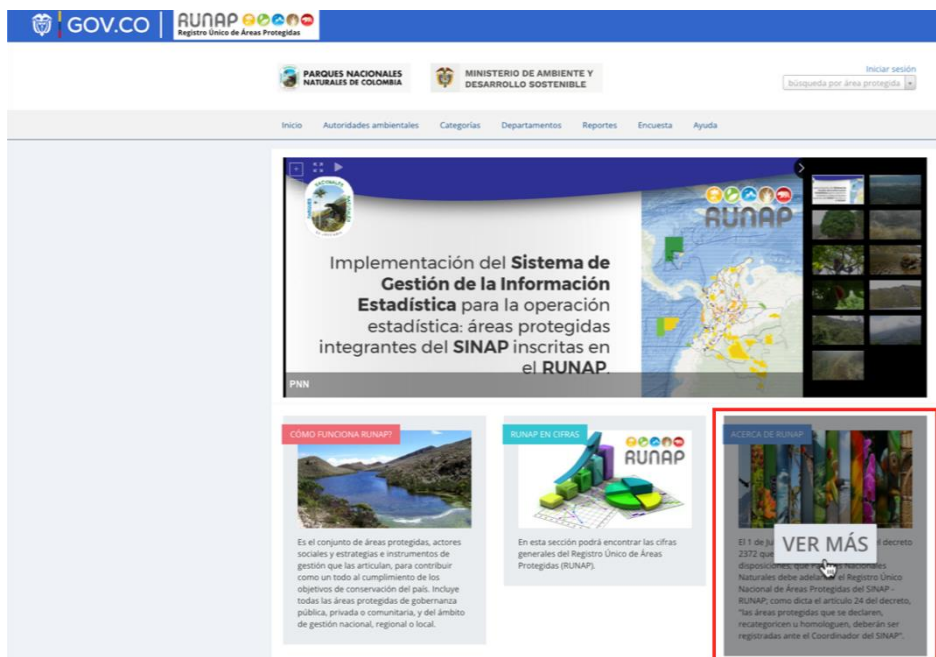 GOV.CO
RUNAP
Registro Único de Áreas Protegidas
PARQUES NACIONALES
NATURALES DE COLOMBIA
MINISTERIO DE AMBIENTE Y
DESARROLLO SOSTENIBLE
Iniciar sesión
búsqueda por área protegida
Inicio Autoridades ambientales Categorías Departamentos Reportes Encuesta Ayuda
RUNAP
Implementación del Sistema de
Gestión de la Información
Estadística para la operación
estadística: áreas protegidas
integrantes del SINAP inscritas en
el RUNAP.
PNN
CÓMO FUNCIONA RUNAP?
Es el conjunto de áreas protegidas, actores
sociales y estrategias e instrumentos de
gestión que las articulan, para contribuir
como un todo al cumplimiento de los
objetivos de conservación del país. Incluye
todas las áreas protegidas de gobernanza
pública, privada o comunitaria, y del ámbito
de gestión nacional, regional o local.
RUNAP EN CIFRAS
RUNAP
En esta sección podrá encontrar las cifras
generales del Registro Único de Áreas
Protegidas (RUNAP).
ACERCA DE RUNAP
VER MÁS
El 1 de decreto
2372 que
disposiciones, que Nacionales
Naturales debe adelantar el Registro Único
Nacional de Áreas Protegidas del SINAP -
RUNAP; como dicta el artículo 24 del decreto,
"las áreas protegidas que se declaren,
recategoricen u homologuen, deberán ser
registradas ante el Coordinador del SINAP".